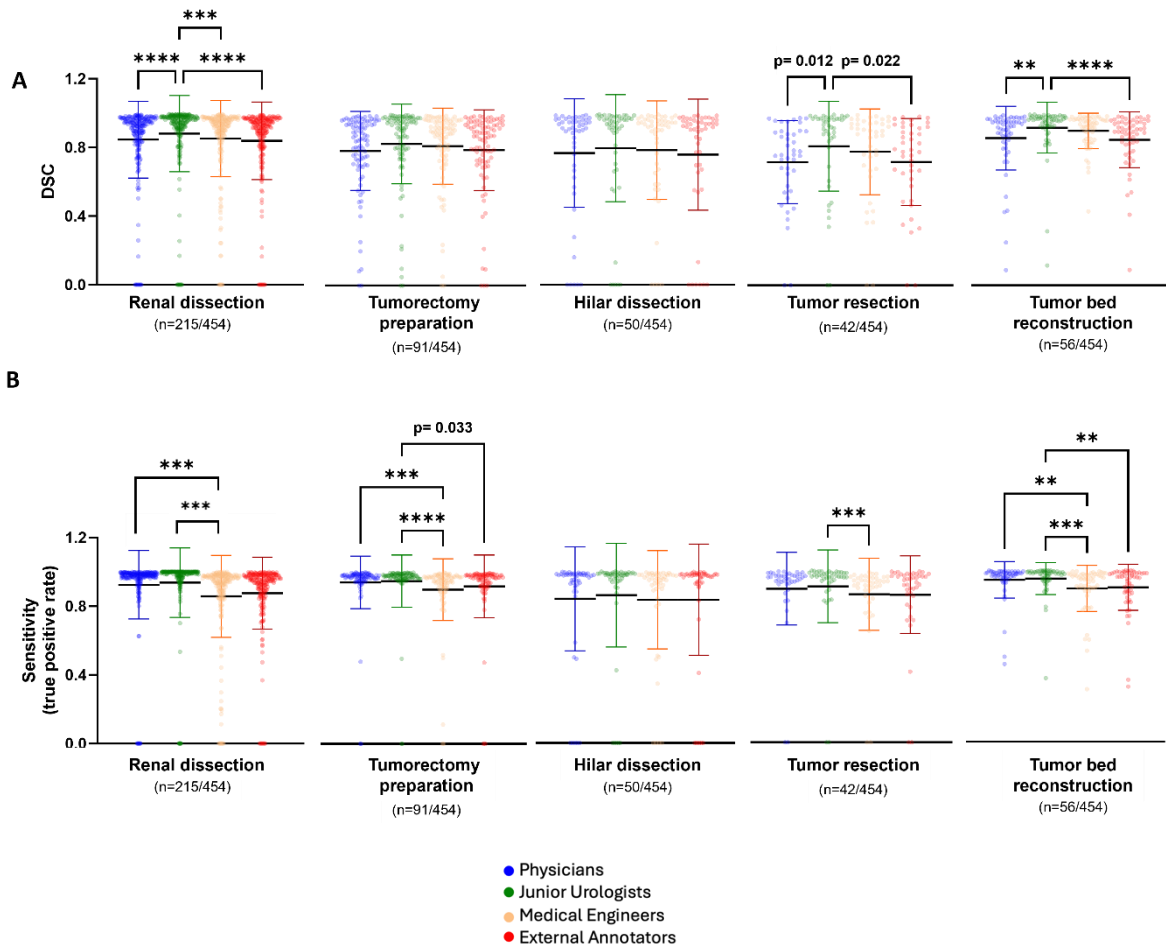 A
***
****
****
p= 0.012
p= 0.022
**
****
DSC
1.2
0.8
0.4
0.0
Renal dissection
(n=215/454)
Tumorectomy
preparation
(n=91/454)
Hilar dissection
(n=50/454)
Tumor resection
(n=42/454)
Tumor bed
reconstruction
(n=56/454)
B
***
***
p= 0.033
***
****
***
**
**
***
Sensitivity
(true positive rate)
1.2
0.8
0.4
0.0
Renal dissection
(n=215/454)
Tumorectomy
preparation
(n=91/454)
Hilar dissection
(n=50/454)
Tumor resection
(n=42/454)
Tumor bed
reconstruction
(n=56/454)
Physicians
Junior Urologists
Medical Engineers
External Annotators